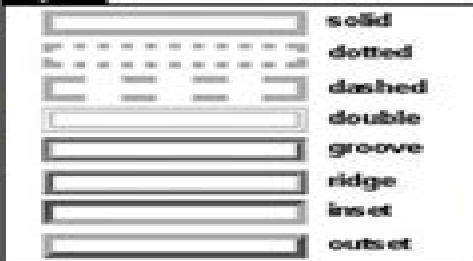 solid
dotted
dashed
double
groove
ridge
inset
outset